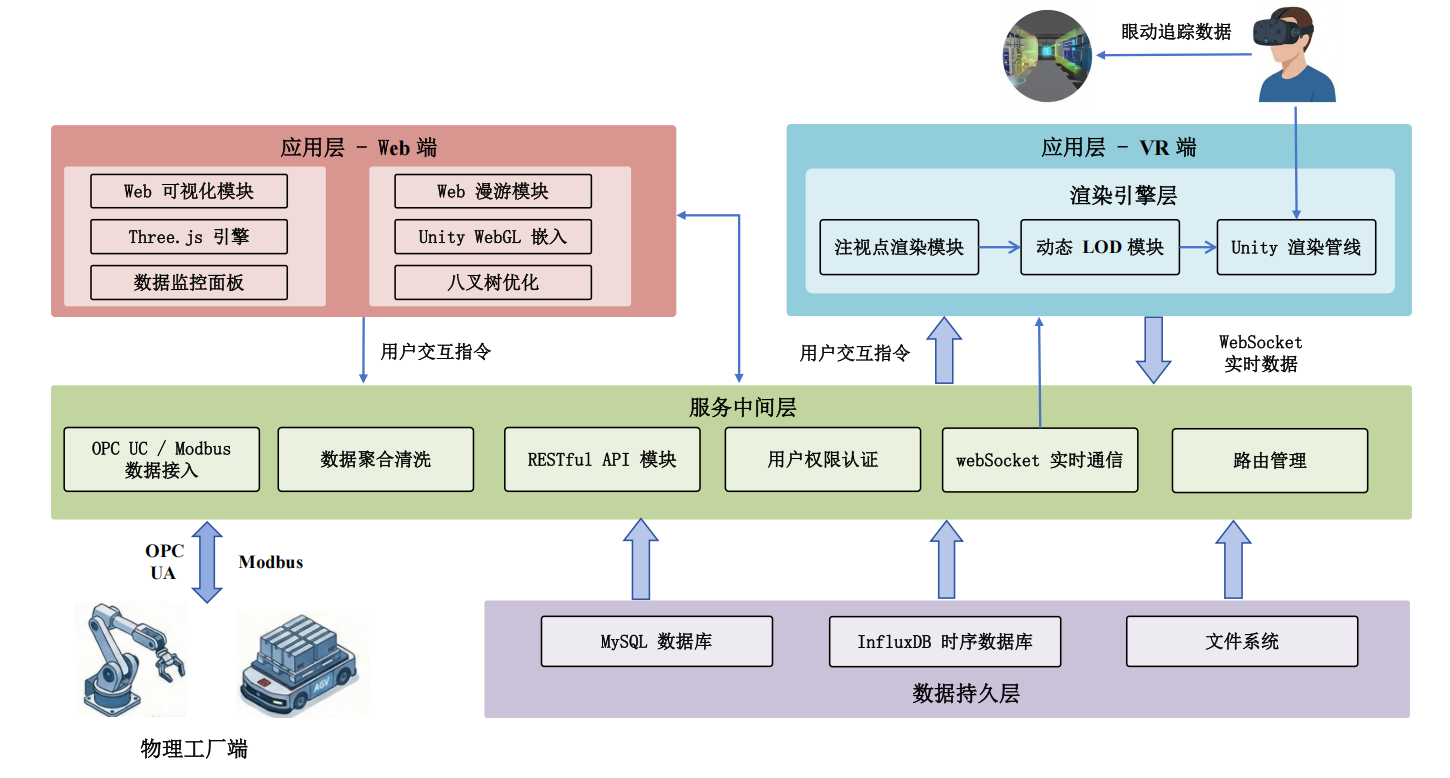 眼动追踪数据
应用层 - Web 端
Web 可视化模块
Three.js 引擎
数据监控面板
Web 漫游模块
Unity WebGL 嵌入
八叉树优化
应用层 - VR 端
渲染引擎层
注视点渲染模块
动态 LOD 模块
Unity 渲染管线
用户交互指令
用户交互指令
WebSocket
实时数据
服务中间层
OPC UC / Modbus
数据接入
数据聚合清洗
RESTful API 模块
用户权限认证
webSocket 实时通信
路由管理
OPC
UA
Modbus
AGV
物理工厂端
MySQL 数据库
InfluxDB 时序数据库
文件系统
数据持久层